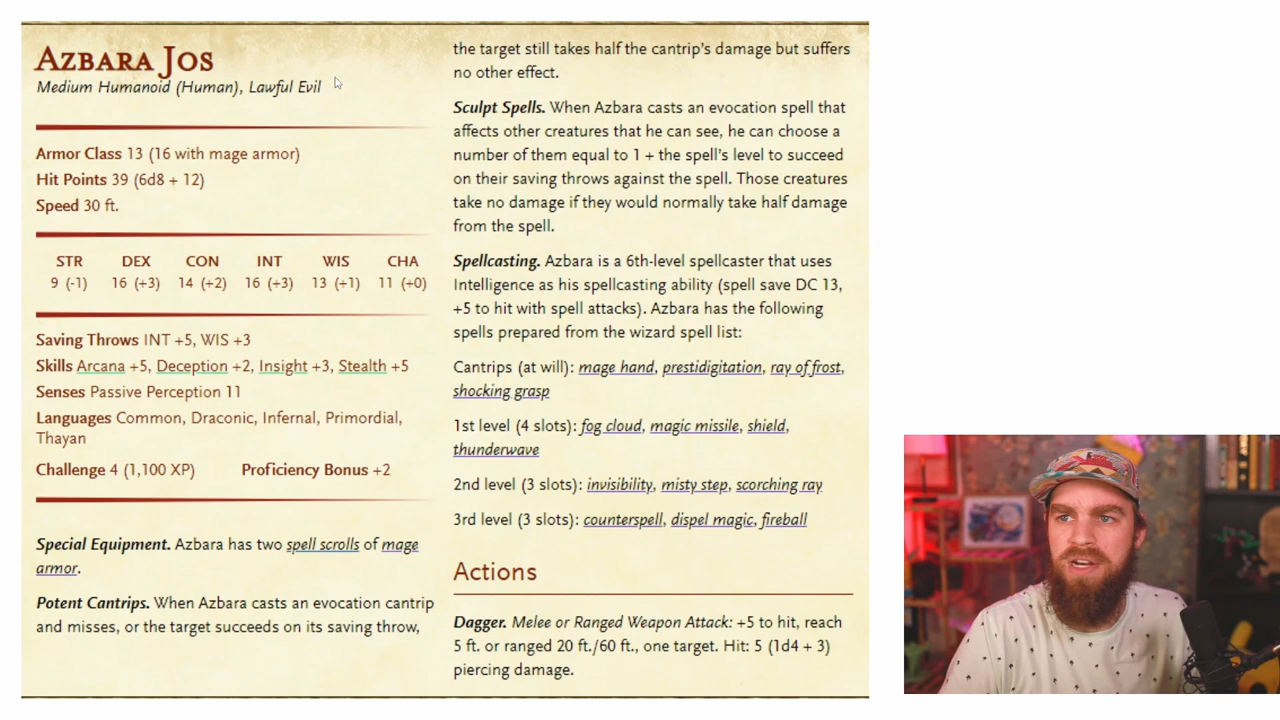 Azbara Jos
Medium Humanoid (Human), Lawful Evil
Armor Class 13 (16 with mage armor)
Hit Points 39 (6d8 + 12)
Speed 30 ft.
STR DEX CON INT WIS CHA
9 (-1) 16 (+3) 14 (+2) 16 (+3) 13 (+1) 11 (+0)
Saving Throws INT +5, WIS +3
Skills Arcana +5, Deception +2, Insight +3, Stealth +5
Senses Passive Perception 11
Languages Common, Draconic, Infernal, Primordial,
Thayan
Challenge 4 (1,100 XP) Proficiency Bonus +2
Special Equipment. Azbara has two spell scrolls of mage
armor.
Potent Cantrips. When Azbara casts an evocation cantrip
and misses, or the target succeeds on its saving throw,
the target still takes half the cantrip's damage but suffers
no other effect.
Sculpt Spells. When Azbara casts an evocation spell that
affects other creatures that he can see, he can choose a
number of them equal to 1 + the spell's level to succeed
on their saving throws against the spell. Those creatures
take no damage if they would normally take half damage
from the spell.
Spellcasting. Azbara is a 6th-level spellcaster that uses
Intelligence as his spellcasting ability (spell save DC 13,
+5 to hit with spell attacks). Azbara has the following
spells prepared from the wizard spell list:
Cantrips (at will): mage hand, prestidigitation, ray of frost,
shocking grasp
1st level (4 slots): fog cloud, magic missile, shield,
thunderwave
2nd level (3 slots): invisibility, misty step, scorching ray
3rd level (3 slots): counterspell, dispel magic, fireball
Actions
Dagger. Melee or Ranged Weapon Attack: +5 to hit, reach
5 ft. or ranged 20 ft./60 ft., one target. Hit: 5 (1d4 + 3)
piercing damage.